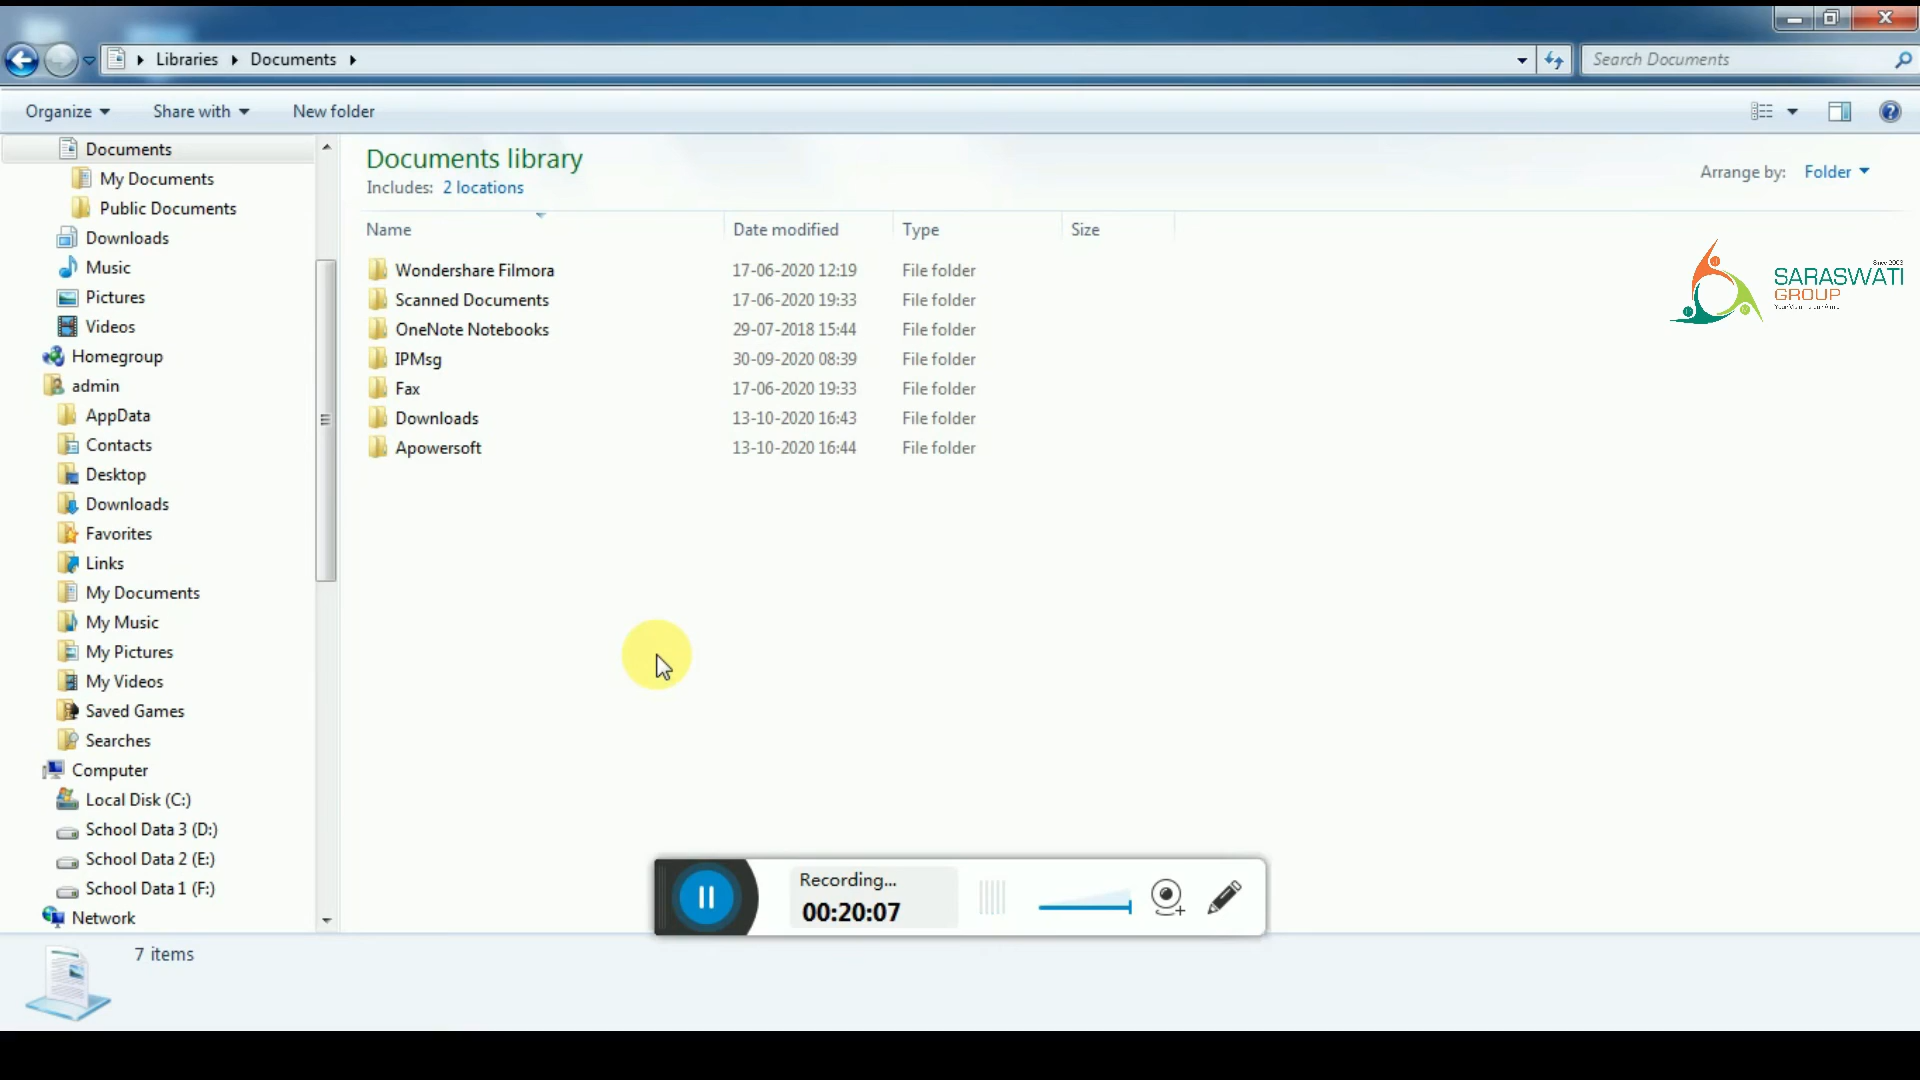 Libraries Documents
Search Documents
Organize Share with New folder
Documents
My Documents
Public Documents
Downloads
Music
Pictures
Videos
Homegroup
admin
AppData
Contacts
Desktop
Downloads
Favorites
Links
My Documents
My Music
My Pictures
My Videos
Saved Games
Searches
Computer
Local Disk (C:)
School Data 3 (D:)
School Data 2 (E:)
School Data 1 (F:)
Network
Documents library
Includes: 2 locations
Arrange by: Folder
Name Date modified Type Size
Wondershare Filmora 17-06-2020 12:19 File folder
Scanned Documents 17-06-2020 19:33 File folder
OneNote Notebooks 29-07-2018 15:44 File folder
IPMsg 30-09-2020 08:39 File folder
Fax 17-06-2020 19:33 File folder
Downloads 13-10-2020 16:43 File folder
Apowersoft 13-10-2020 16:44 File folder
SARASWATI
GROUP
Recording...
00:20:07
7 items